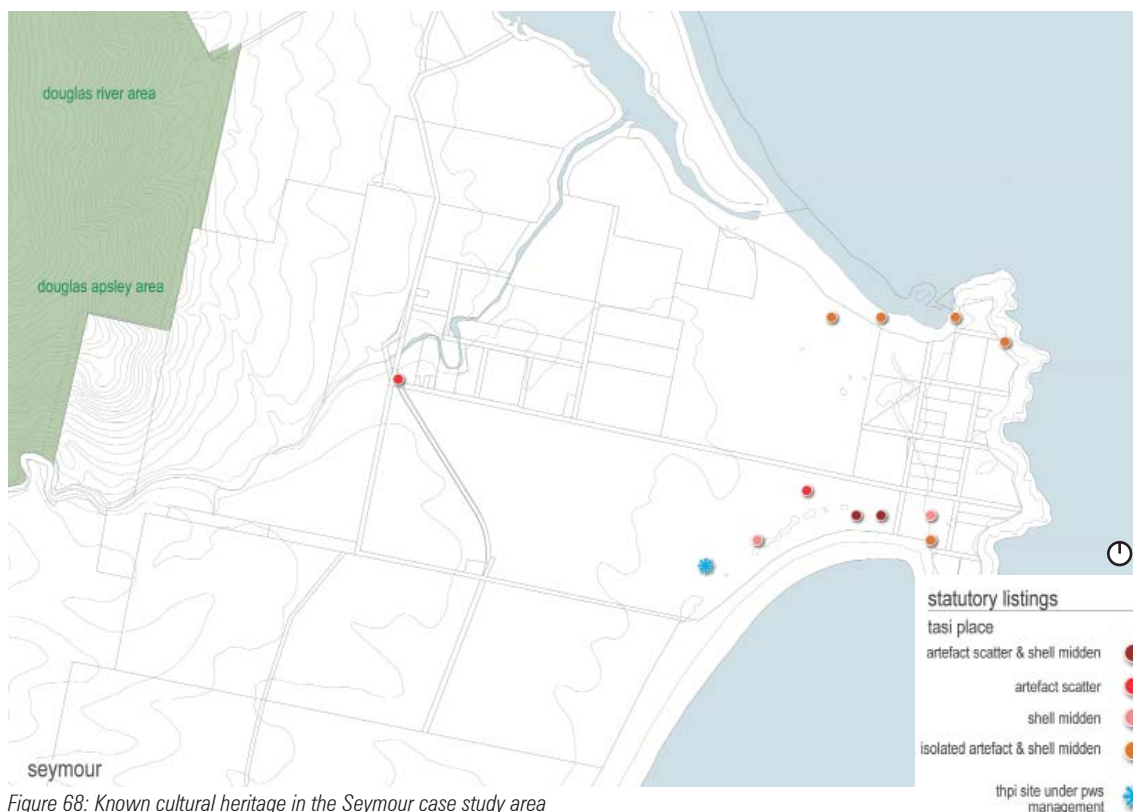 douglas river area
douglas apsley area
statutory listings
tasi place
artefact scatter & shell midden
artefact scatter
shell midden
isolated artefact & shell midden
thpi site under pws
management
seymour
Figure 68: Known cultural heritage in the Seymour case study area